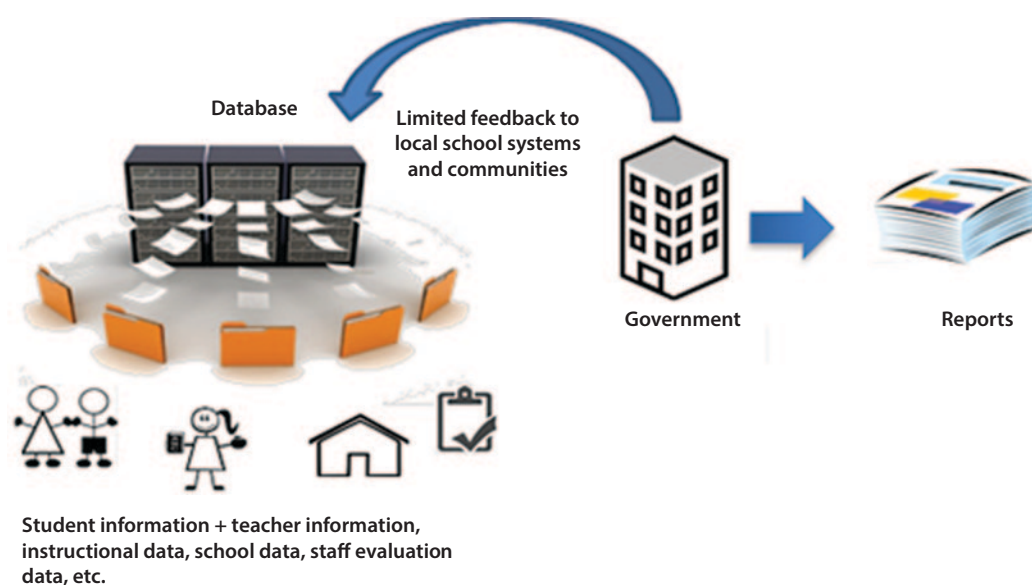 Database
Limited feedback to
local school systems
and communities
Government
Reports
Student information + teacher information,
instructional data, school data, staff evaluation
data, etc.